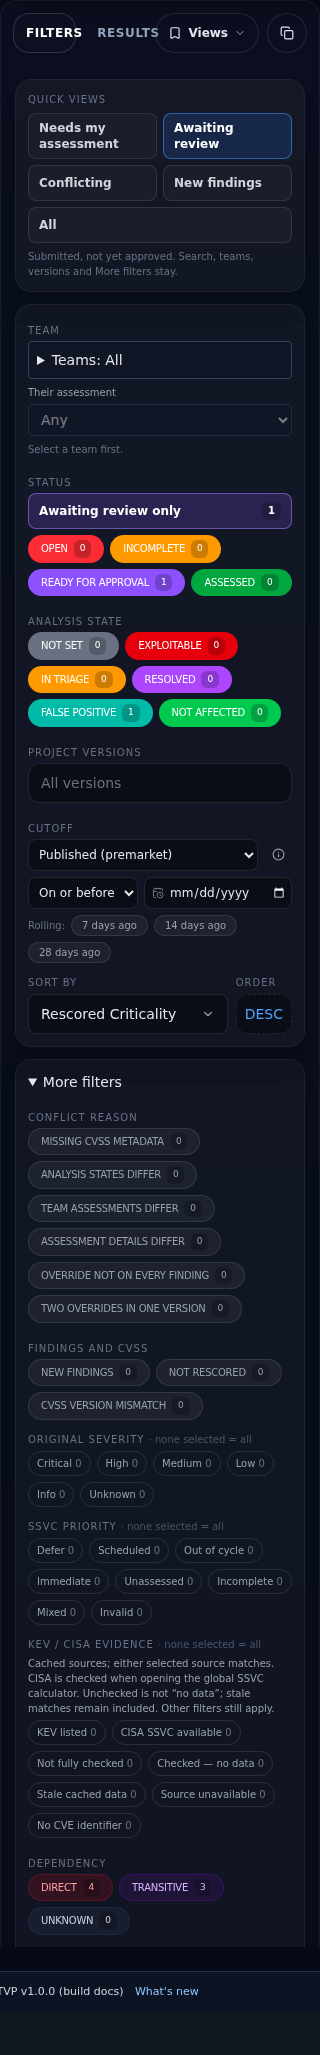 FILTERS RESULTS Views
QUICK VIEWS
Needs my assessment
Awaiting review
Conflicting
New findings
All
Submitted, not yet approved. Search, teams,
versions and More filters stay.
TEAM
Teams: All
Their assessment
Any
Select a team first.
STATUS
Awaiting review only 1
OPEN 0 INCOMPLETE 0
READY FOR APPROVAL 1 ASSESSED 0
ANALYSIS STATE
NOT SET 0 EXPLOITABLE 0
IN TRIAGE 0 RESOLVED 0
FALSE POSITIVE 1 NOT AFFECTED 0
PROJECT VERSIONS
All versions
CUTOFF
Published (premarket)
On or before mm/dd/yyyy
Rolling: 7 days ago 14 days ago
28 days ago
SORT BY ORDER
Rescored Criticality DESC
More filters
CONFLICT REASON
MISSING CVSS METADATA 0
ANALYSIS STATES DIFFER 0
TEAM ASSESSMENTS DIFFER 0
ASSESSMENT DETAILS DIFFER 0
OVERRIDE NOT ON EVERY FINDING 0
TWO OVERRIDES IN ONE VERSION 0
FINDINGS AND CVSS
NEW FINDINGS 0 NOT RESCORED 0
CVSS VERSION MISMATCH 0
ORIGINAL SEVERITY · none selected = all
Critical 0 High 0 Medium 0 Low 0
Info 0 Unknown 0
SSVC PRIORITY · none selected = all
Defer 0 Scheduled 0 Out of cycle 0
Immediate 0 Unassessed 0 Incomplete 0
Mixed 0 Invalid 0
KEV / CISA EVIDENCE · none selected = all
Cached sources; either selected source matches.
CISA is checked when opening the global SSVC
calculator. Unchecked is not “no data”; stale
matches remain included. Other filters still apply.
KEV listed 0 CISA SSVC available 0
Not fully checked 0 Checked — no data 0
Stale cached data 0 Source unavailable 0
No CVE identifier 0
DEPENDENCY
DIRECT 4 TRANSITIVE 3
UNKNOWN 0
TVP v1.0.0 (build docs) What's new